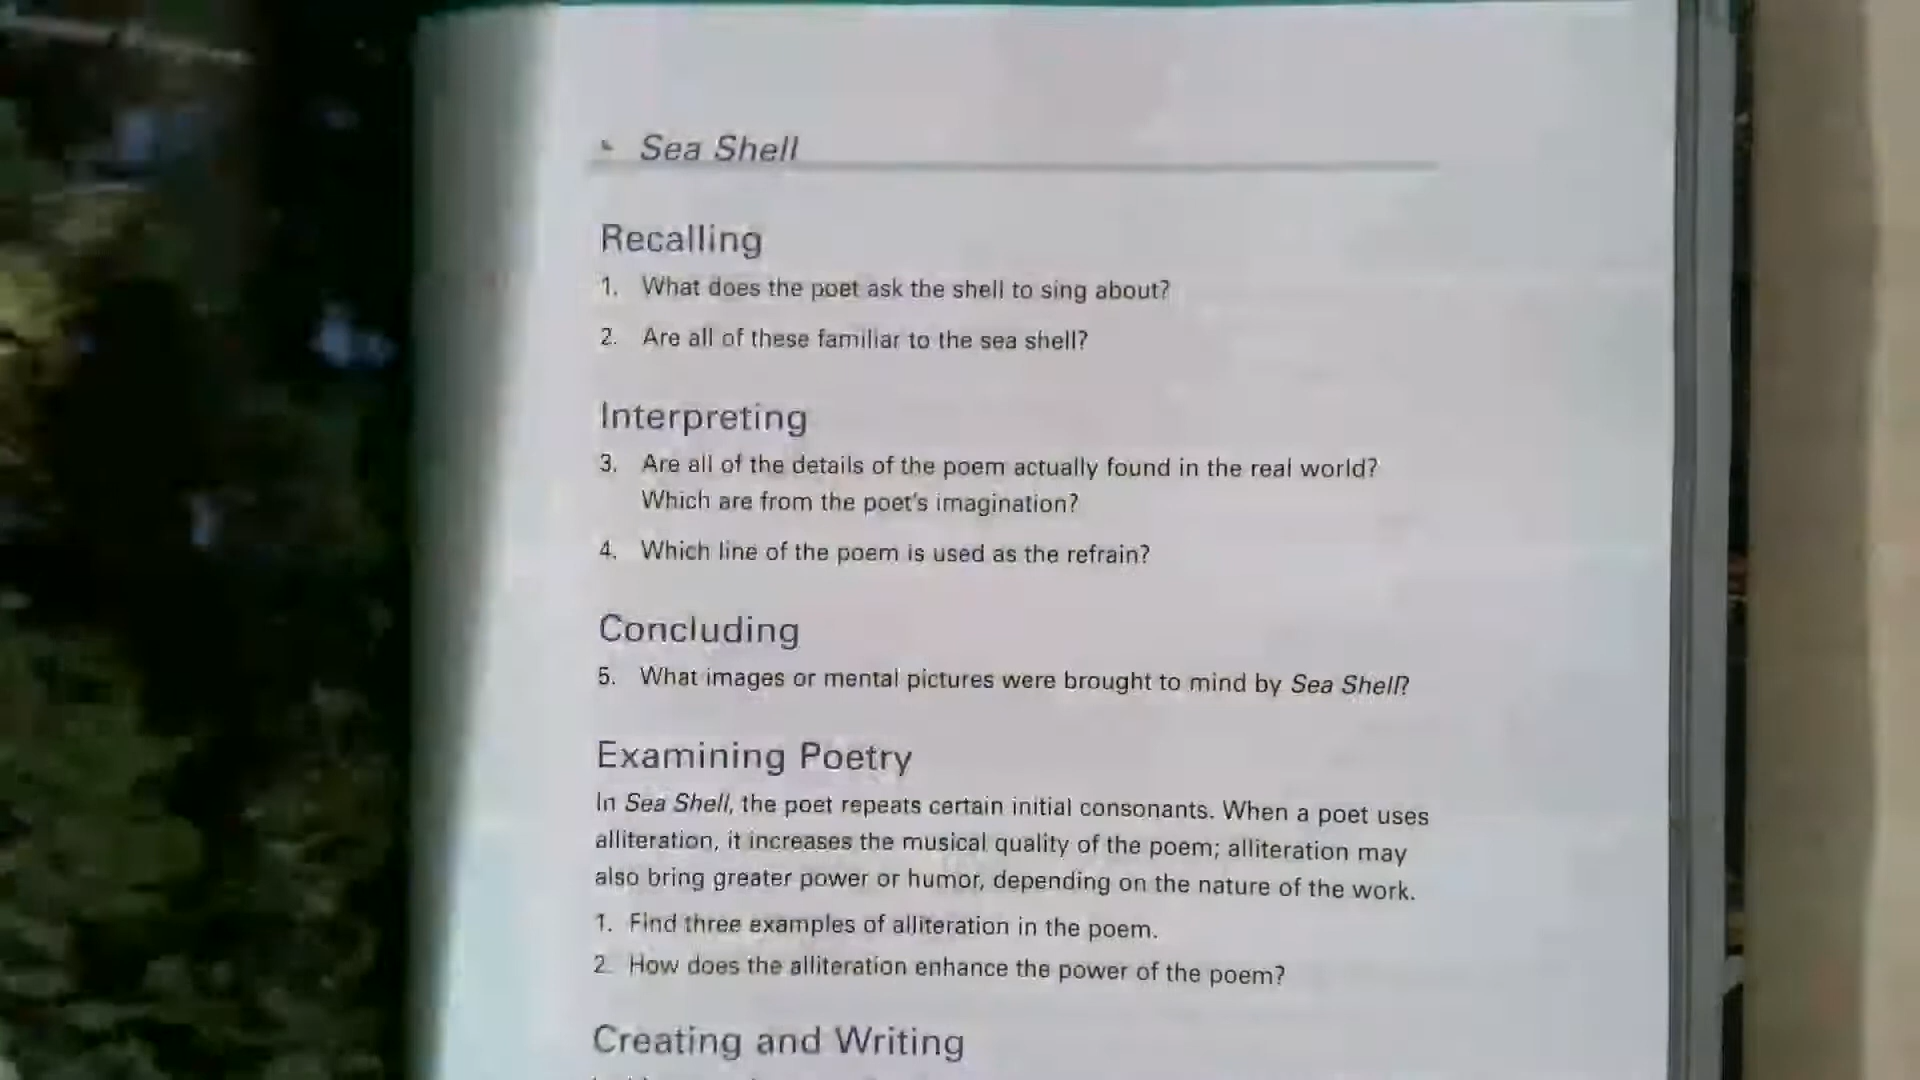 Sea Shell
Recalling
1. What does the poet ask the shell to sing about?
2. Are all of these familiar to the sea shell?
Interpreting
3. Are all of the details of the poem actually found in the real world?
Which are from the poet's imagination?
4. Which line of the poem is used as the refrain?
Concluding
5. What images or mental pictures were brought to mind by Sea Shell?
Examining Poetry
In Sea Shell, the poet repeats certain initial consonants. When a poet uses
alliteration, it increases the musical quality of the poem; alliteration may
also bring greater power or humor, depending on the nature of the work.
1. Find three examples of alliteration in the poem.
2. How does the alliteration enhance the power of the poem?
Creating and Writing